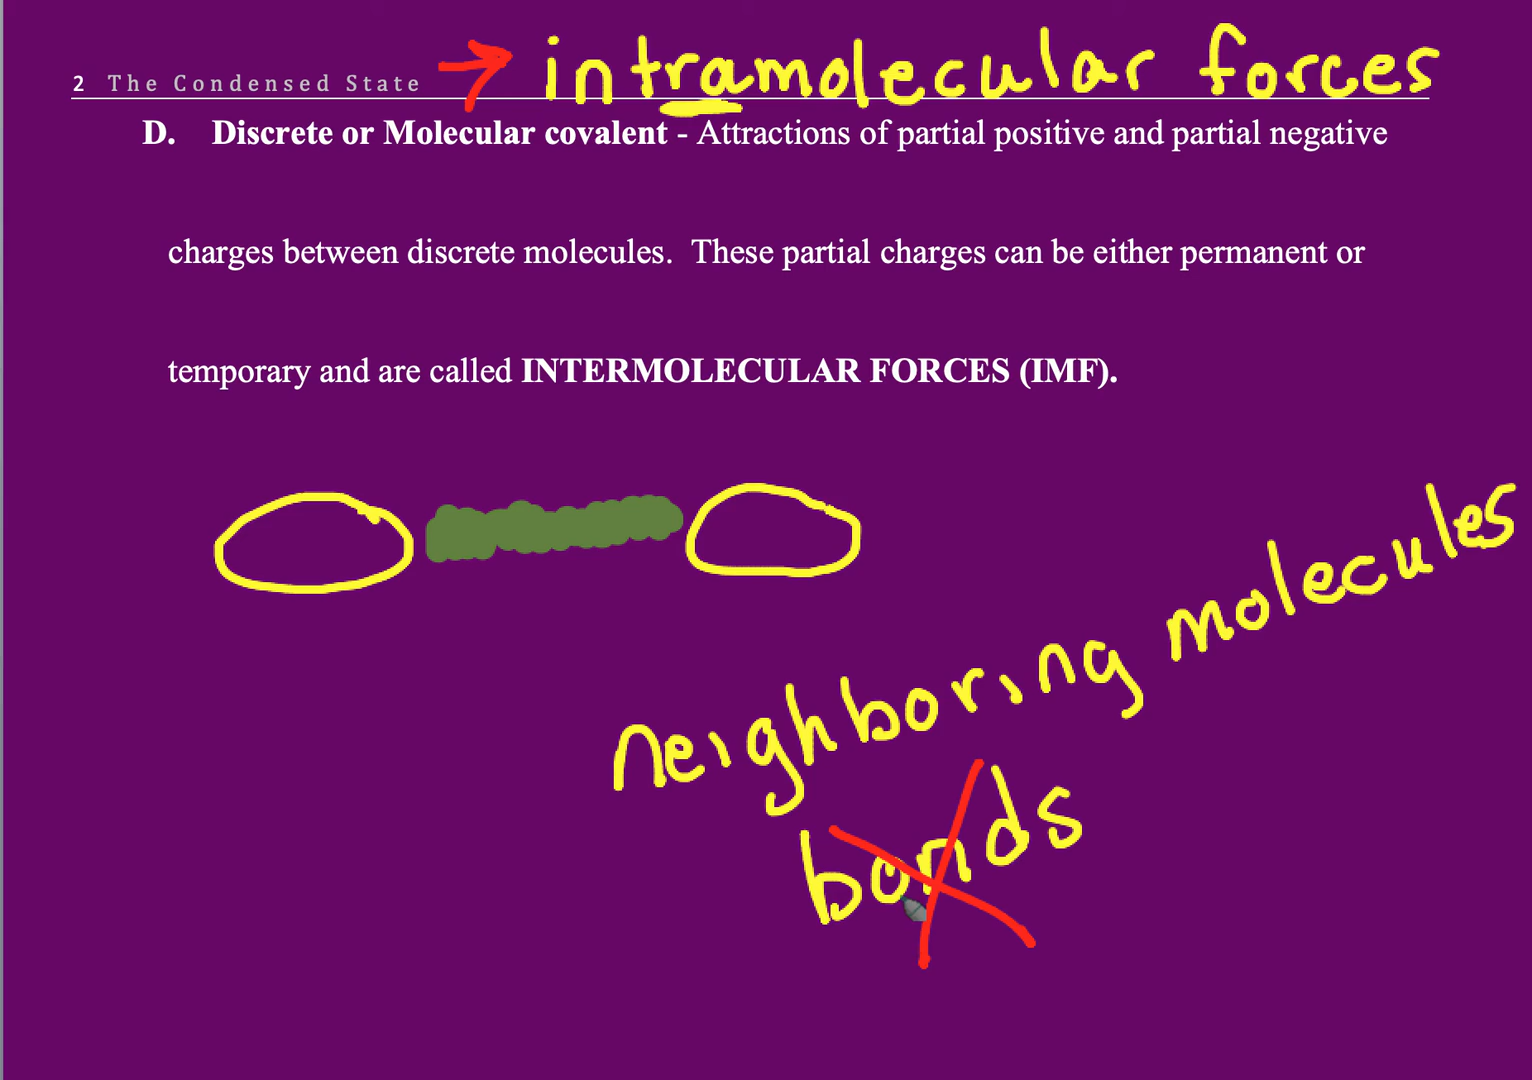 → intramolecular forces
2 The Condensed State
D. Discrete or Molecular covalent - Attractions of partial positive and partial negative
charges between discrete molecules. These partial charges can be either permanent or
temporary and are called INTERMOLECULAR FORCES (IMF).
neighboring molecules
bonds